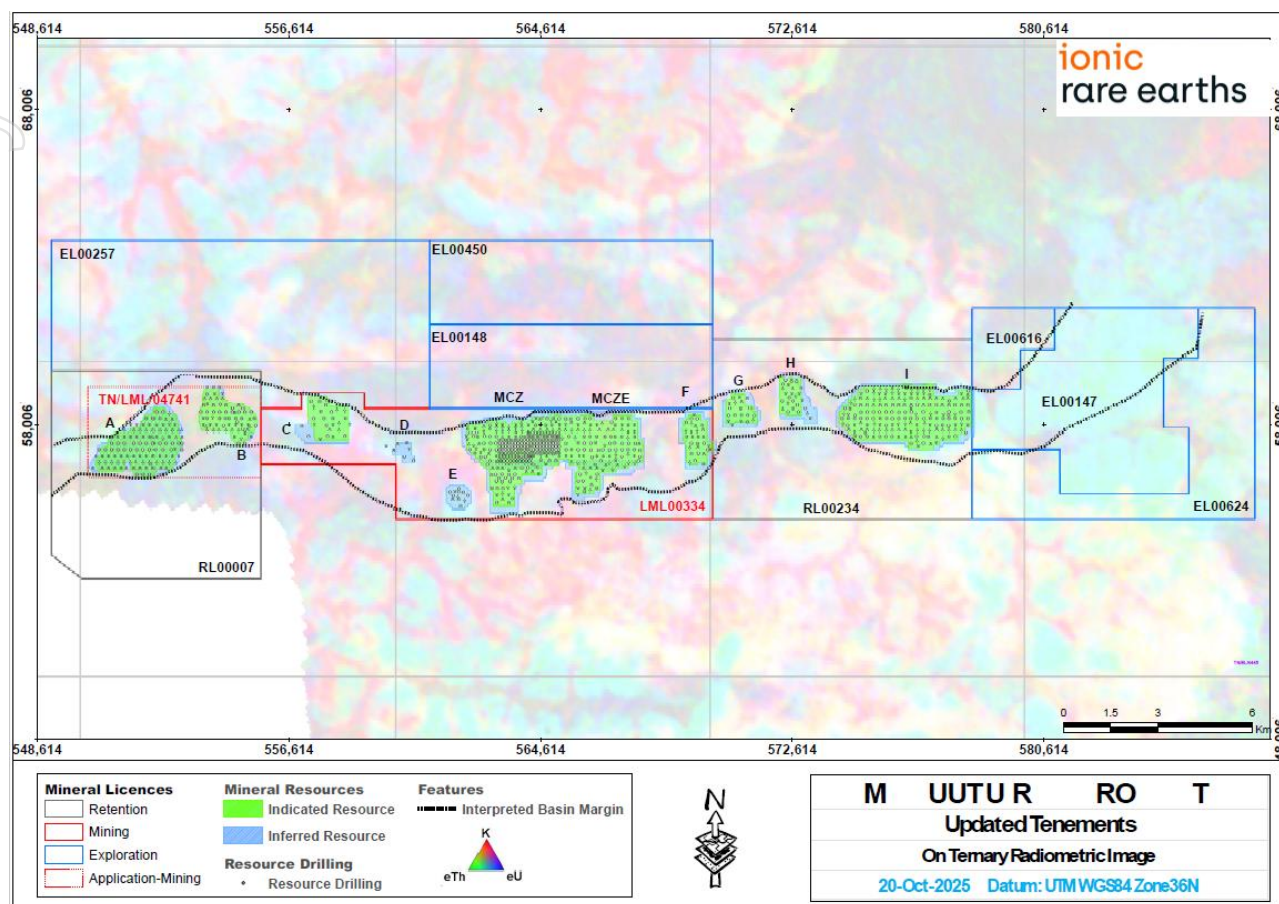 548,614 556,614 564,614 572,614 580,614
ionic
rare earths
68,006
EL00257
EL00450
EL00148
EL00616
H
G
I
F
TN/LML/04741
MCZ
MCZE
EL00147
A
C
D
B
58,006
E
LML00334
RL00234
EL00624
RL00007
0 1.5 3 6
Km
548,614 556,614 564,614 572,614 580,614
Mineral Licences
Retention
Mining
Exploration
Application-Mining
Mineral Resources
Indicated Resource
Inferred Resource
Resource Drilling
Resource Drilling
Features
Interpreted Basin Margin
K
eTh eU
N
M UUTU R RO T
Updated Tenements
On Ternary Radiometric Image
20-Oct-2025 Datum: UTM WGS84 Zone36N